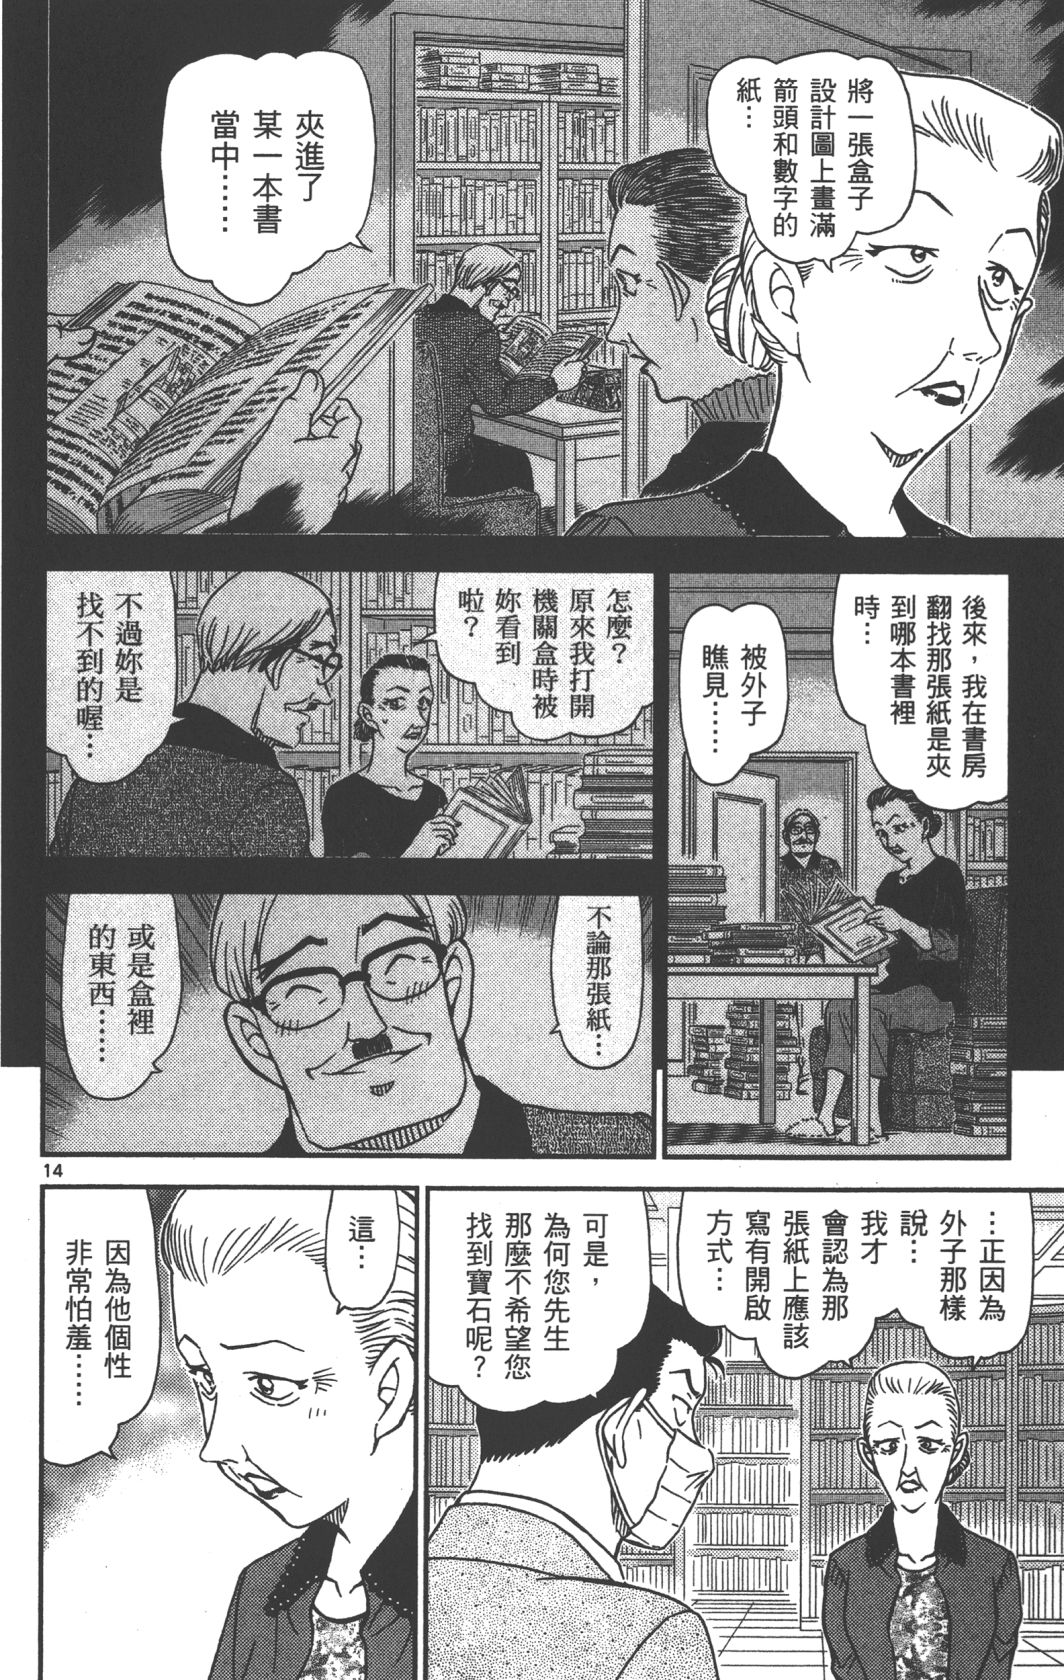 將一張盒子
設計圖上畫滿
箭頭和數字的
紙…
夾進了
某一本書
當中……
後來，我在書房
翻找那張紙是夾
到哪本書裡
時…
被外子
瞧見……
怎麼？
原來我打開
機關盒時被
妳看到
啦？
不過妳是
找不到的喔…
不論那張紙…
或是盒裡
的東西……
14
…正因為
外子那樣
說…
我才
會認為那
張紙上應該
寫有開啟
方式…
可是，
為何您先生
那麼不希望您
找到寶石呢？
這…
因為他個性
非常怕羞……